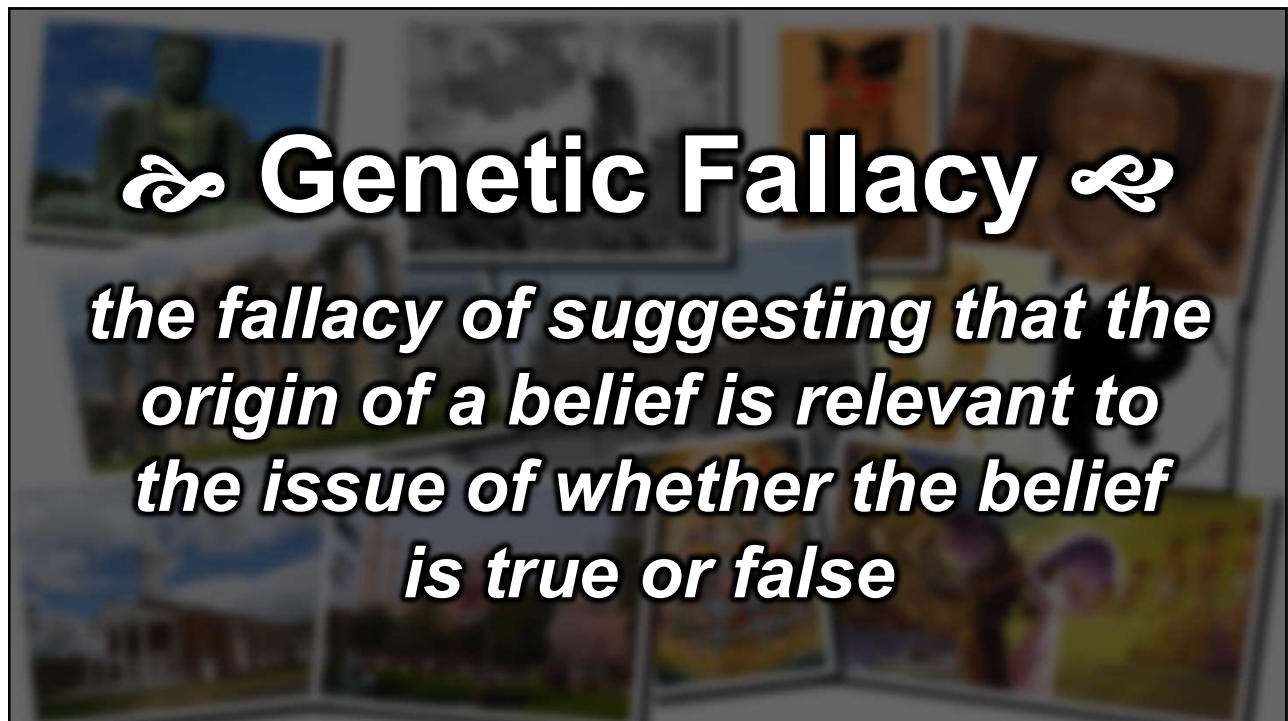 Genetic Fallacy
the fallacy of suggesting that the
origin of a belief is relevant to
the issue of whether the belief
is true or false